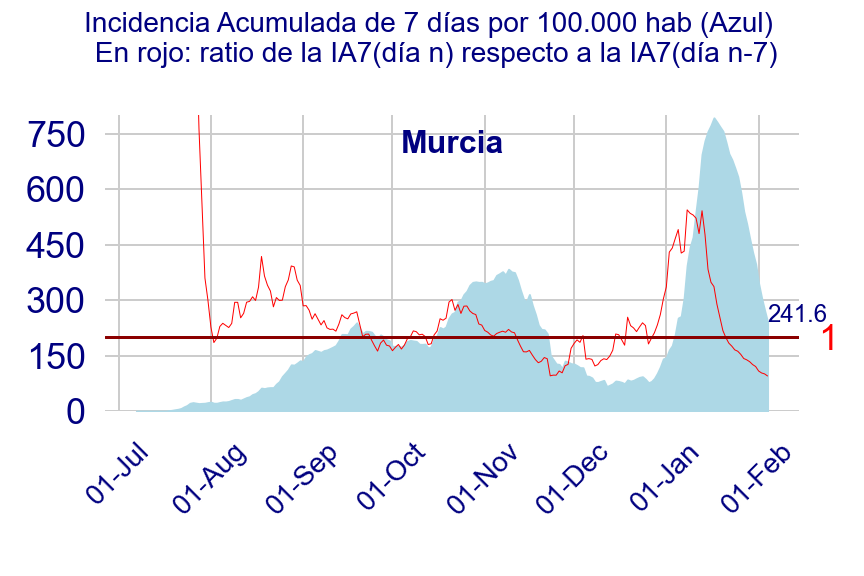 Incidencia Acumulada de 7 días por 100.000 hab (Azul)
En rojo: ratio de la IA7(día n) respecto a la IA7(día n-7)
Murcia
750
600
450
300
150
0
241.6
1
01-Jul
01-Aug
01-Sep
01-Oct
01-Nov
01-Dec
01-Jan
01-Feb